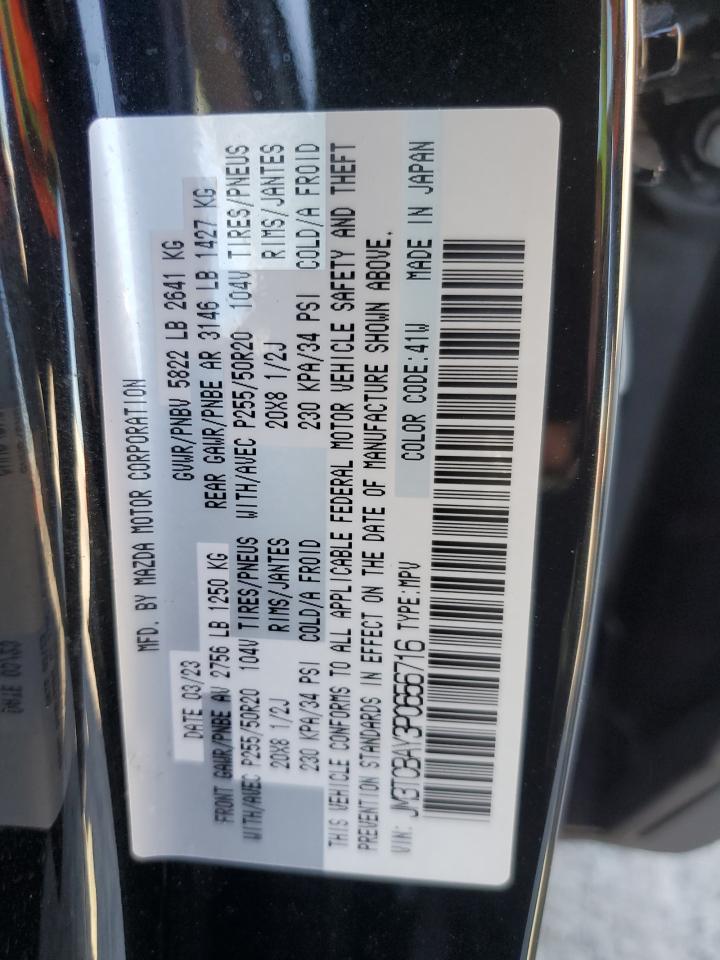 MFD. BY MAZDA MOTOR CORPORATION
DATE 03/23 GVWR/PNBV 5822 LB 2641 KG
FRONT GAWR/PNBE AV 2756 LB 1250 KG REAR GAWR/PNBE AR 3146 LB 1427 KG
WITH/AVEC P255/50R20 104V TIRES/PNEUS WITH/AVEC P255/50R20 104V TIRES/PNEUS
20X8 1/2J RIMS/JANTES 20X8 1/2J RIMS/JANTES
230 KPA/34 PSI COLD/A FROID 230 KPA/34 PSI COLD/A FROID
THIS VEHICLE CONFORMS TO ALL APPLICABLE FEDERAL MOTOR VEHICLE SAFETY AND THEFT
PREVENTION STANDARDS IN EFFECT ON THE DATE OF MANUFACTURE SHOWN ABOVE.
VIN: JM3TCBAY3P0656716 TYPE:MPV COLOR CODE:41W MADE IN JAPAN